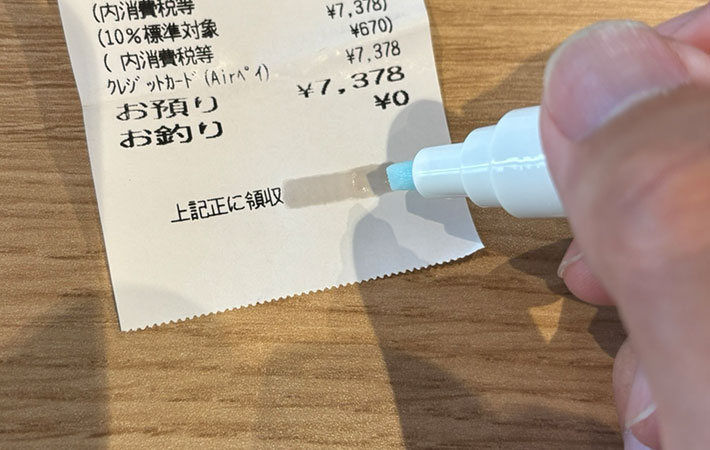 (内消費税等 ¥7,378)
(10%標準対象 ¥670)
( 内消費税等 ¥7,378
クレジットカード(Airペイ)
お預り ¥7,378
お釣り ¥0
上記正に領収